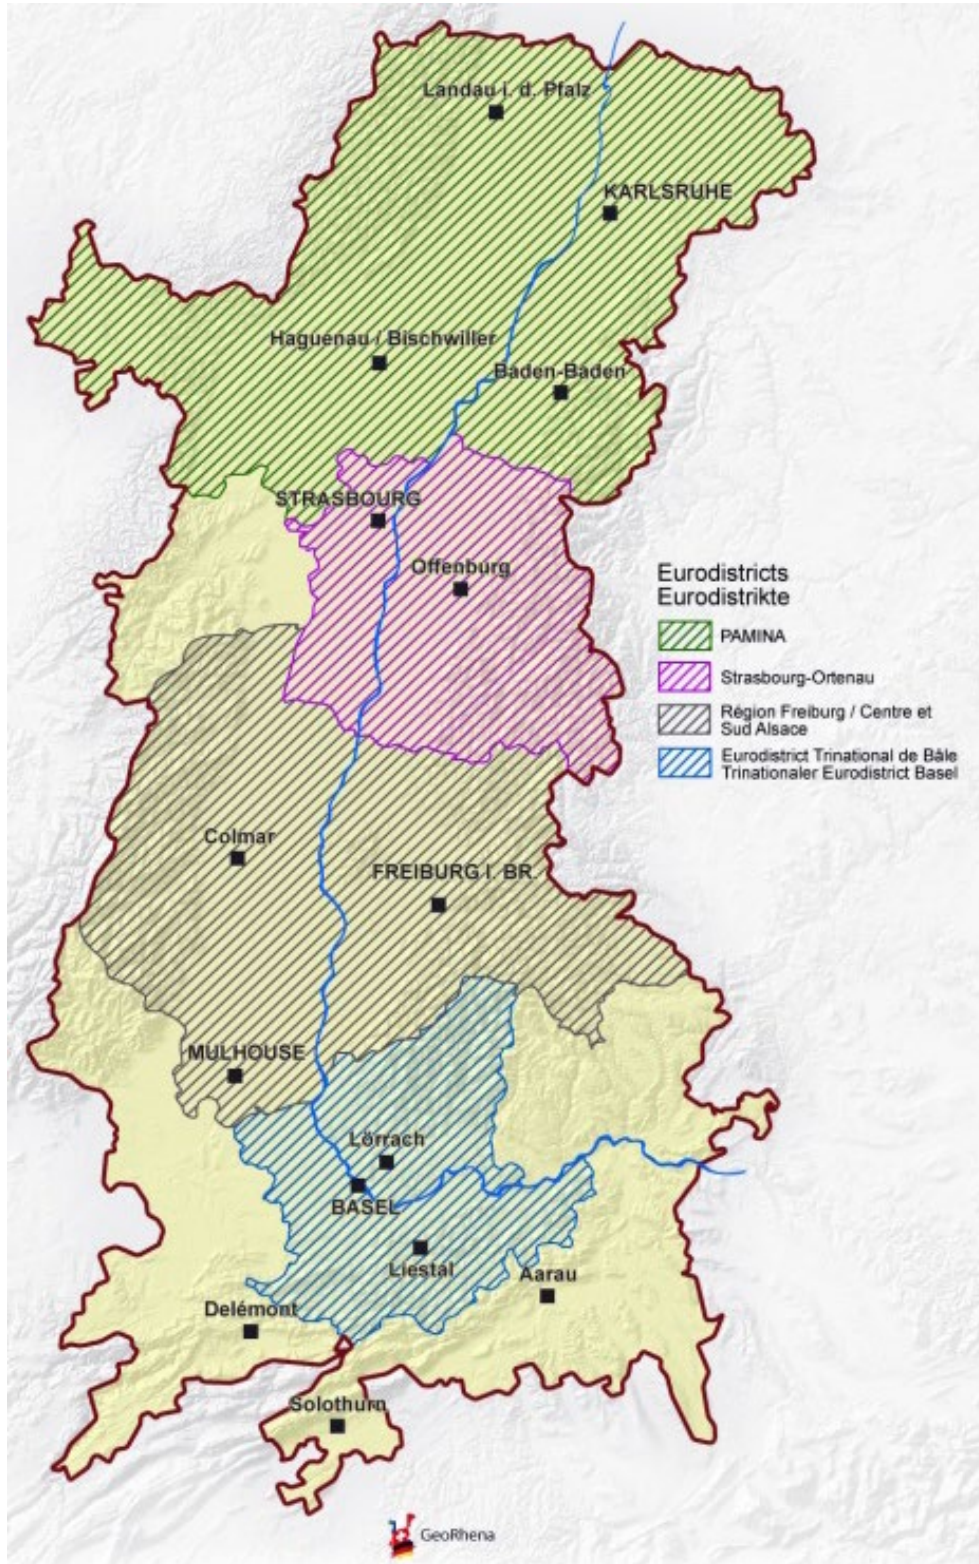 Landau i. d. Pfalz
KARLSRUHE
Haguenau / Bischwiller
Baden-Baden
STRASBOURG
Offenburg
Eurodistricts
Eurodistrikte
PAMINA
Strasbourg-Ortenau
Région Freiburg / Centre et
Sud Alsace
Eurodistrict Trinational de Bâle
Trinationaler Eurodistrict Basel
Colmar
FREIBURG I. BR.
MULHOUSE
Lörrach
BASEL
Liestal
Aarau
Delémont
Solothurn
GeoRhena